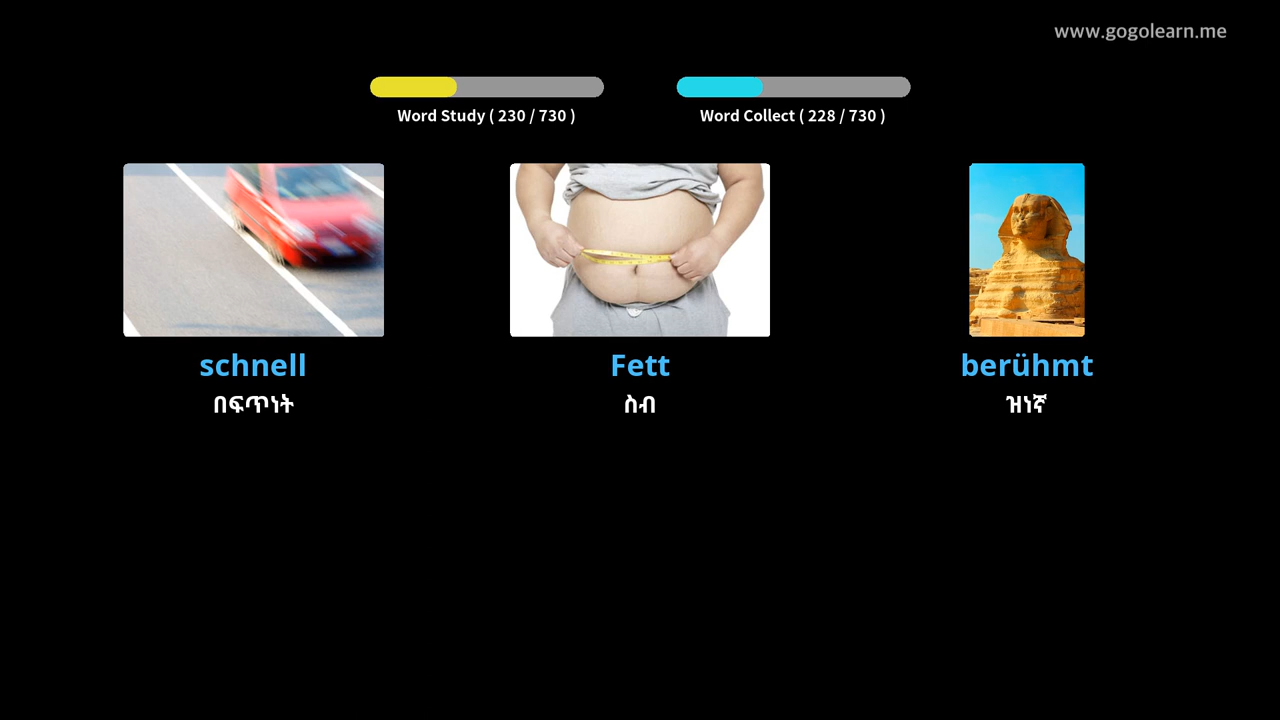 www.gogolearn.me
Word Study ( 230 / 730 )
Word Collect ( 228 / 730 )
schnell
Fett
berühmt
በፍጥነት
ስብ
ዝነኛ